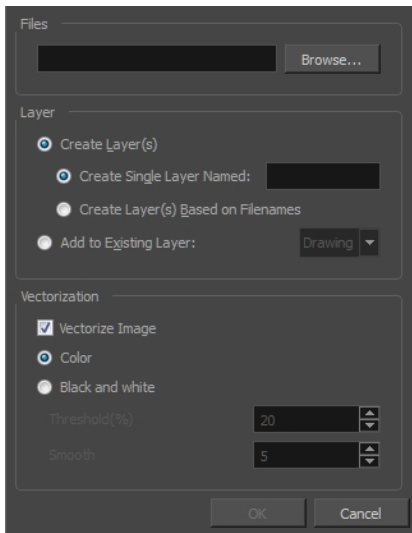 Files
Browse...
Layer
Create Layer(s)
Create Single Layer Named:
Create Layer(s) Based on Filenames
Add to Existing Layer: Drawing
Vectorization
Vectorize Image
Color
Black and white
Threshold(%) 20
Smooth 5
OK Cancel